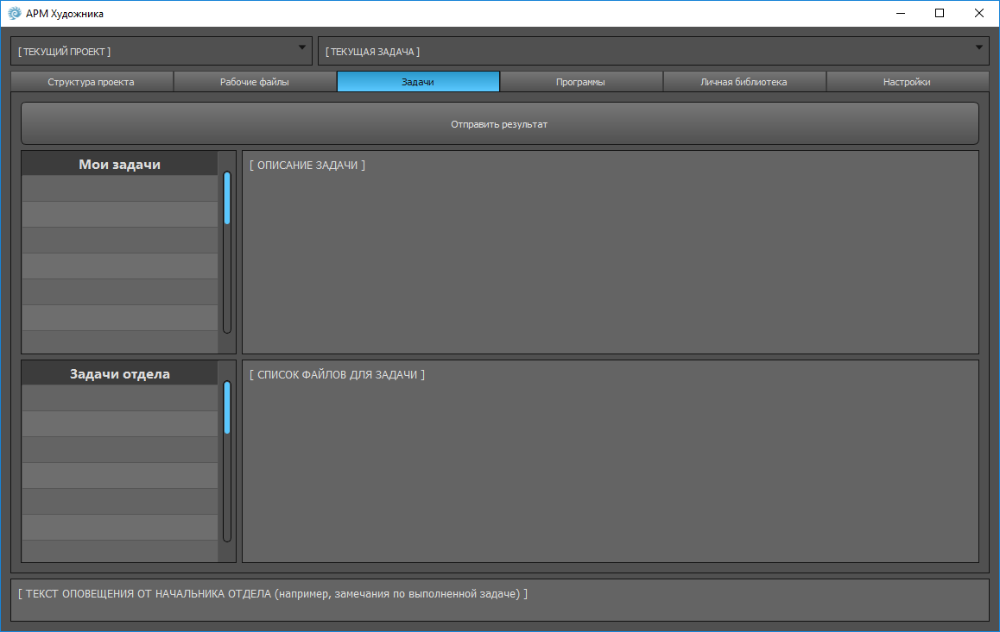 АРМ Художника
[ТЕКУЩИЙ ПРОЕКТ]
[ТЕКУЩАЯ ЗАДАЧА]
Структура проекта
Рабочие файлы
Задачи
Программы
Личная библиотека
Настройки
Отправить результат
Мои задачи
[ ОПИСАНИЕ ЗАДАЧИ ]
Задачи отдела
[ СПИСОК ФАЙЛОВ ДЛЯ ЗАДАЧИ ]
[ ТЕКСТ ОПОВЕЩЕНИЯ ОТ НАЧАЛЬНИКА ОТДЕЛА (например, замечания по выполненной задаче) ]